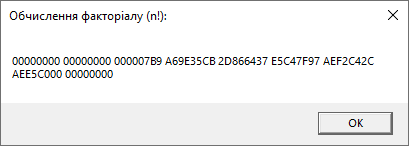 Обчислення факторіалу (n!):
00000000 00000000 000007B9 A69E35CB 2D866437 E5C47F97 AEF2C42C
AEE5C000 00000000
OK